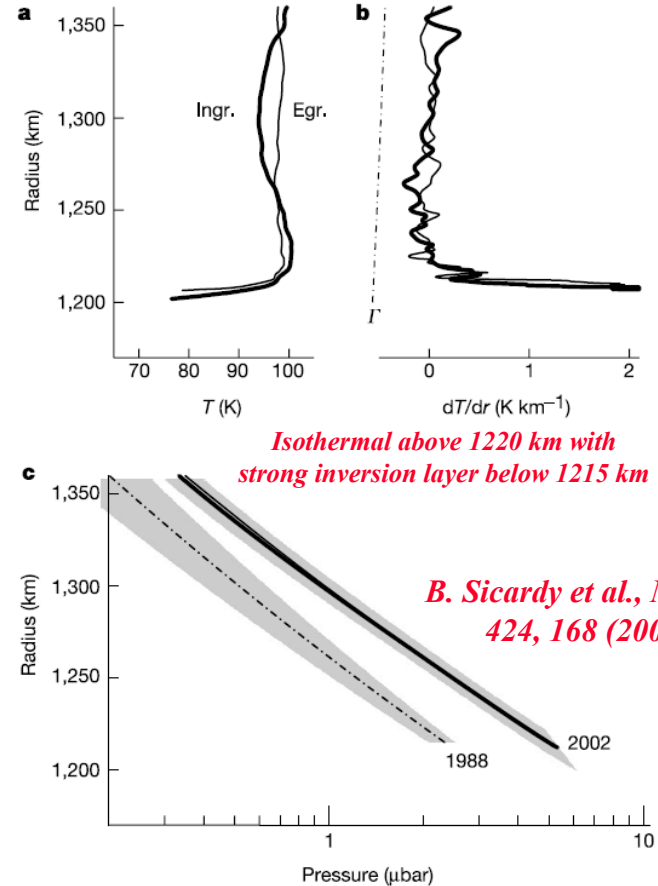 a
b
1,350
1,300
1,250
1,200
Radius (km)
Ingr.
Egr.
Γ
70 80 90 100
0 1 2
T (K)
dT/dr (K km⁻¹)
Isothermal above 1220 km with
strong inversion layer below 1215 km
c
1,350
1,300
1,250
1,200
Radius (km)
B. Sicardy et al.,
424, 168
2002
1988
1 10
Pressure (µbar)